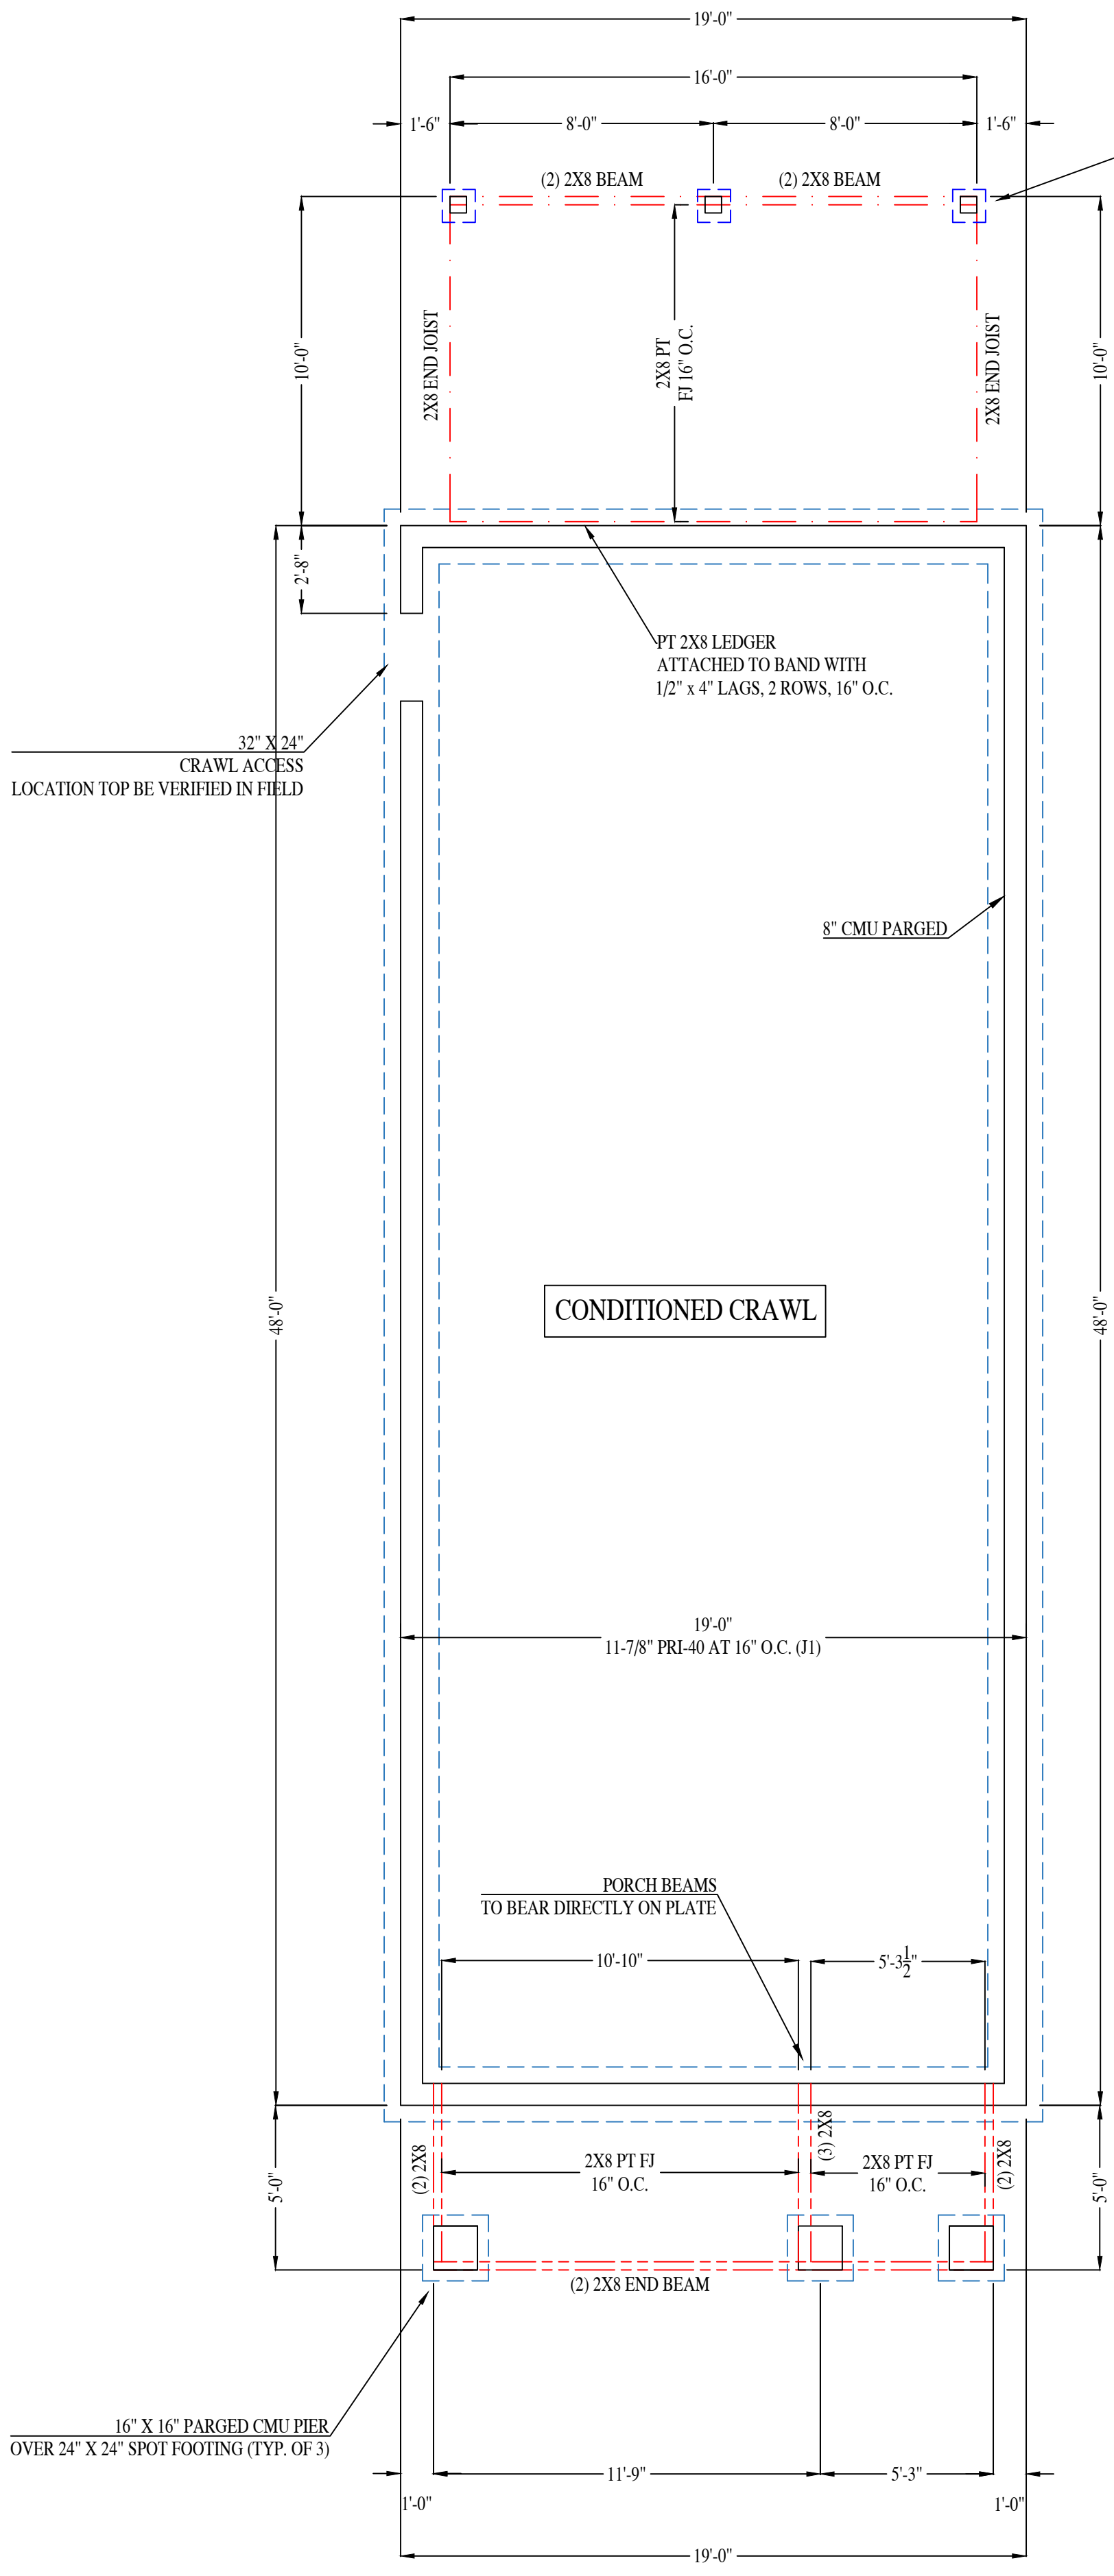 19'-0"
16'-0"
1'-6"
8'-0"
8'-0"
1'-6"
(2) 2X8 BEAM
(2) 2X8 BEAM
10'-0"
2X8 END JOIST
2X8 PT
FJ 16" O.C.
2X8 END JOIST
10'-0"
2'-8"
PT 2X8 LEDGER
ATTACHED TO BAND WITH
1/2" x 4" LAGS, 2 ROWS, 16" O.C.
32" X 24"
CRAWL ACCESS
LOCATION TOP BE VERIFIED IN FIELD
8" CMU PARGED
48'-0"
CONDITIONED CRAWL
48'-0"
19'-0"
11-7/8" PRI-40 AT 16" O.C. (J1)
PORCH BEAMS
TO BEAR DIRECTLY ON PLATE
10'-10"
5'-3 1/2"
5'-0"
(2) 2X8
2X8 PT FJ
16" O.C.
(3) 2X8
2X8 PT FJ
16" O.C.
(2) 2X8
5'-0"
(2) 2X8 END BEAM
16" X 16" PARGED CMU PIER
OVER 24" X 24" SPOT FOOTING (TYP. OF 3)
11'-9"
5'-3"
1'-0"
1'-0"
19'-0"